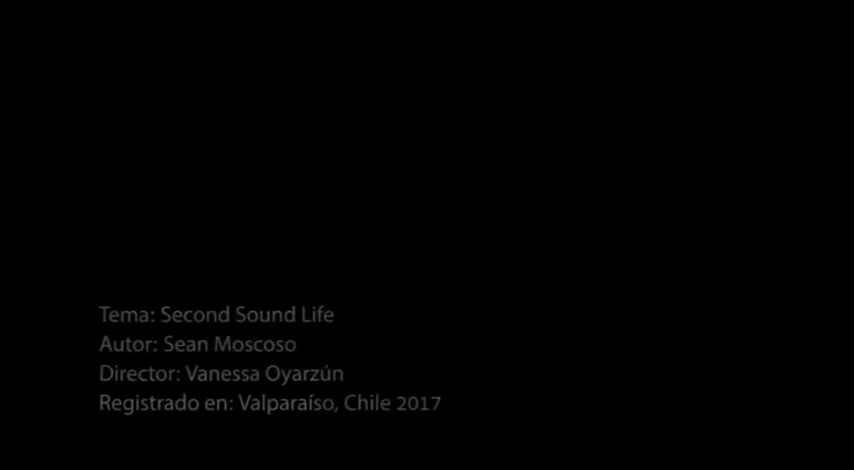 Tema: Second Sound Life
Autor: Sean Moscoso
Director: Vanessa Oyarzún
Registrado en: Valparaíso, Chile 2017